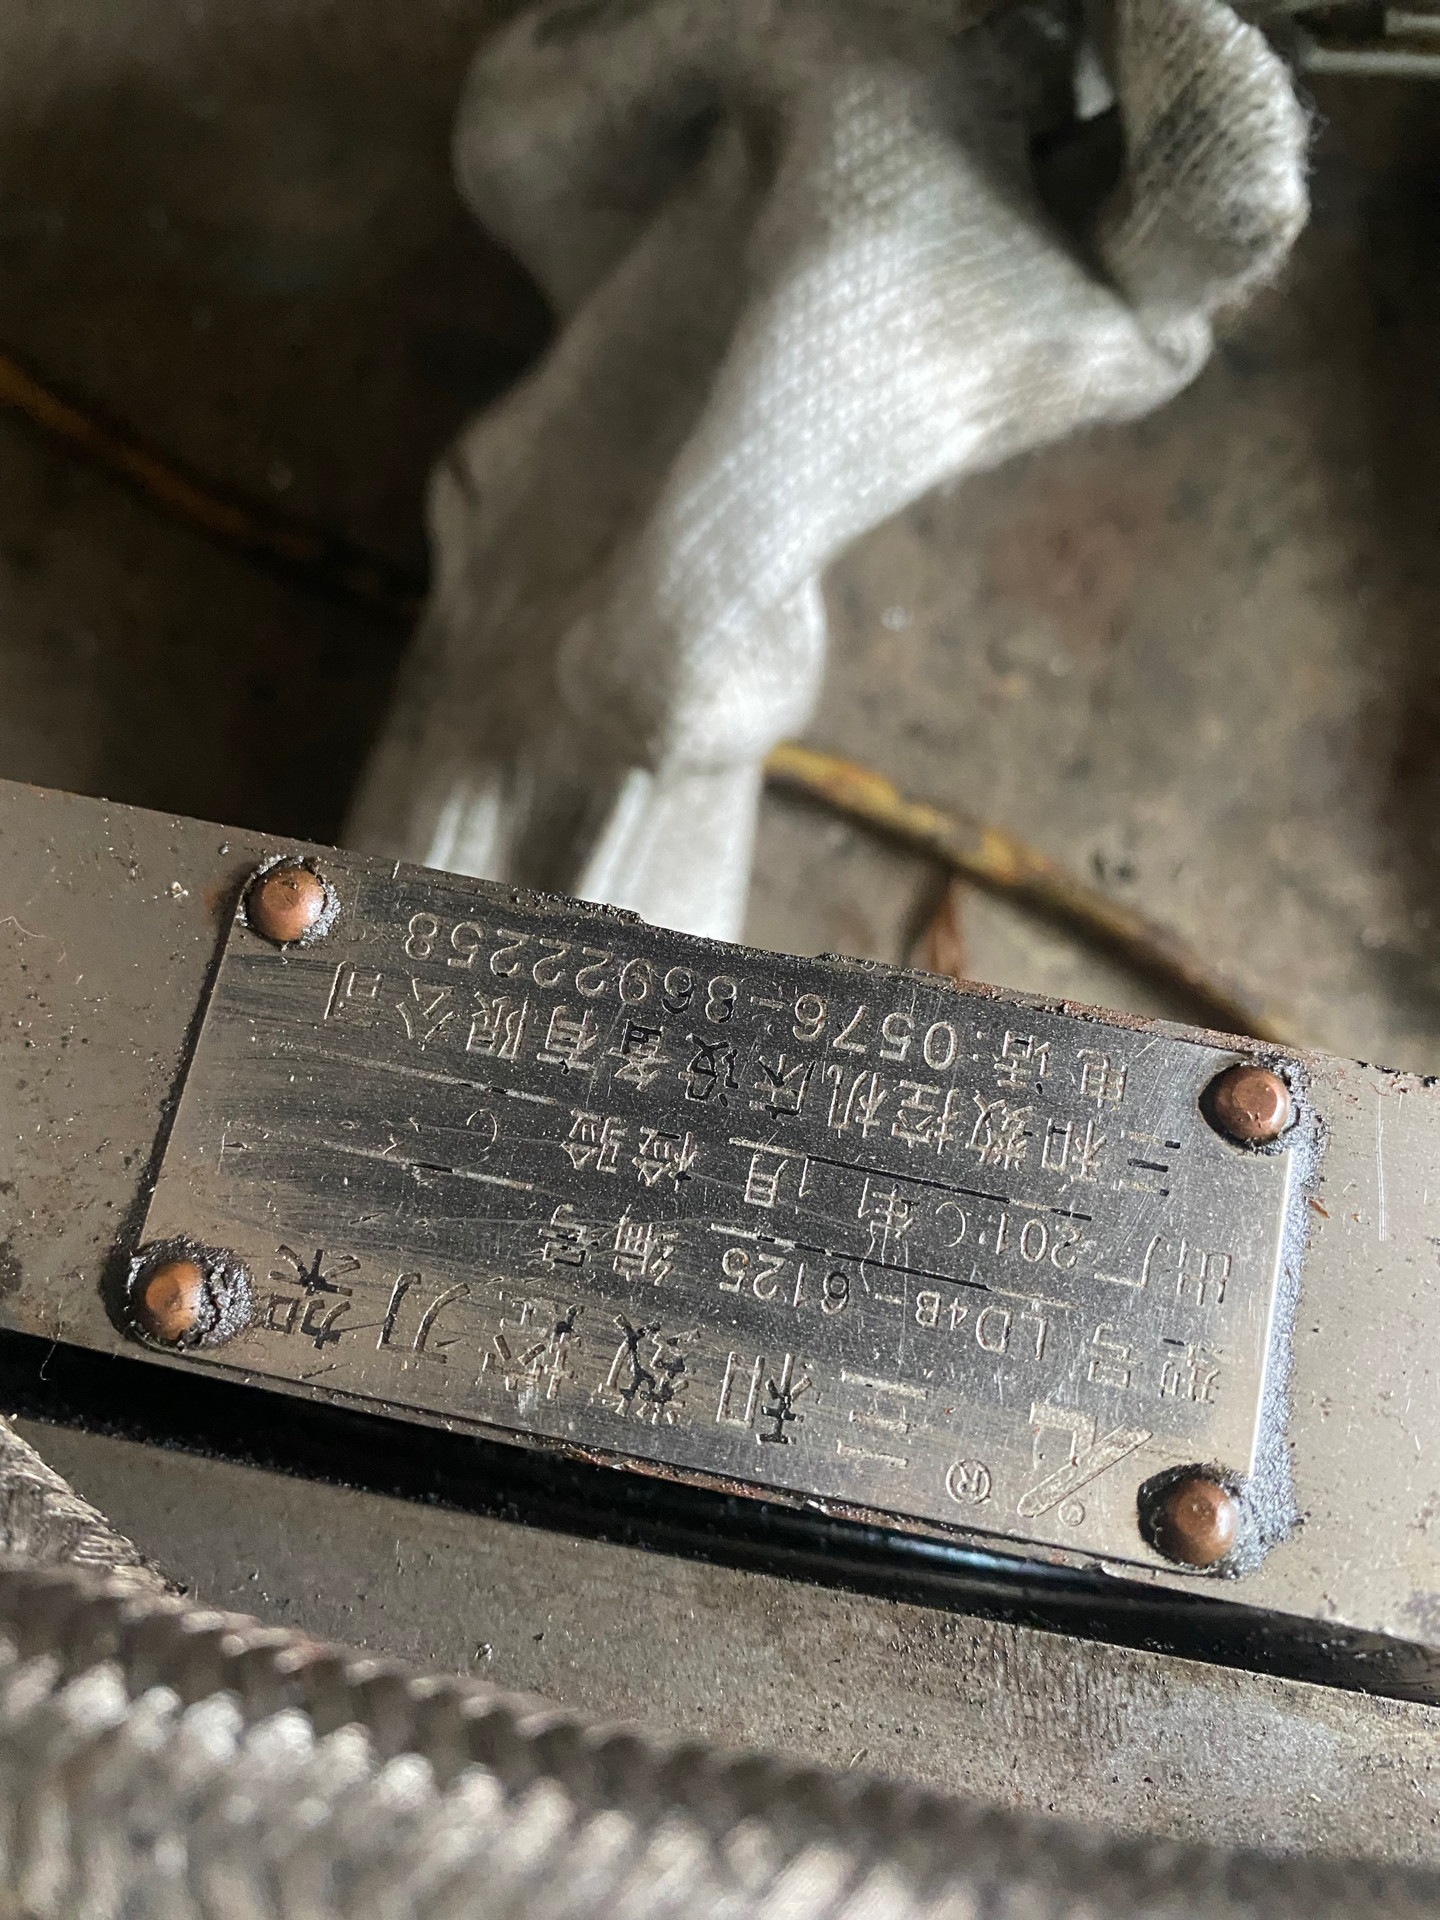 ® 三和数控刀架
型号 LD4B-6125 编号
出厂 201 年 1月 检验
三和数控机床设备有限公司
电话:0576-86922258